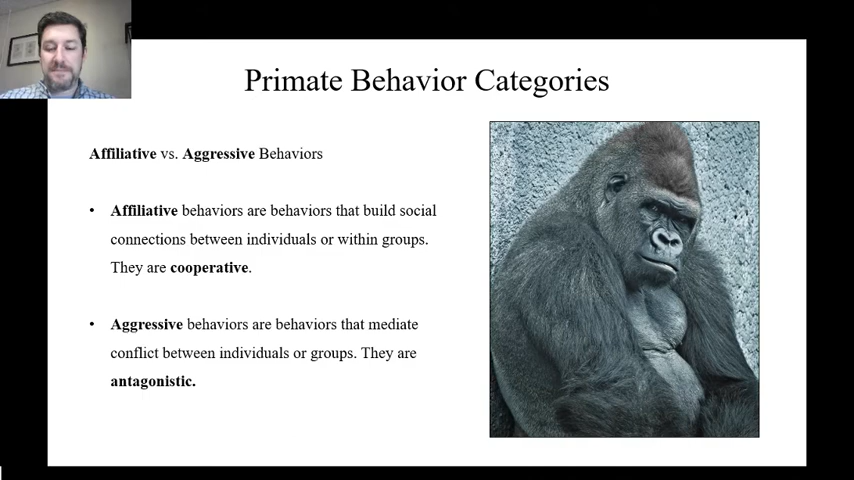 Primate Behavior Categories
Affiliative vs. Aggressive Behaviors
• Affiliative behaviors are behaviors that build social
connections between individuals or within groups.
They are cooperative.
• Aggressive behaviors are behaviors that mediate
conflict between individuals or groups. They are
antagonistic.